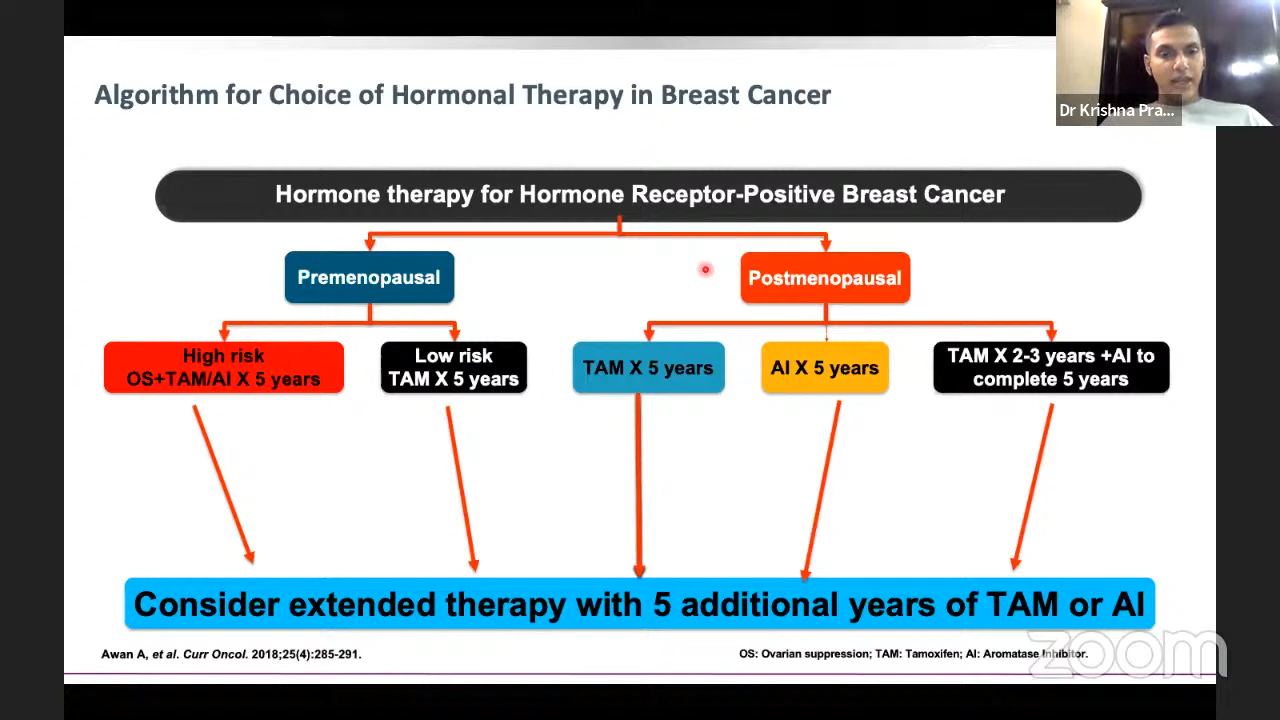 Dr Krishna Pra...
Algorithm for Choice of Hormonal Therapy in Breast Cancer
Hormone therapy for Hormone Receptor-Positive Breast Cancer
Premenopausal
Postmenopausal
High risk
OS+TAM/AI X 5 years
Low risk
TAM X 5 years
TAM X 5 years
AI X 5 years
TAM X 2-3 years +AI to
complete 5 years
Consider extended therapy with 5 additional years of TAM or AI
Awan A, et al. Curr Oncol. 2018;25(4):285-291.
OS: Ovarian suppression; TAM: Tamoxifen; AI: Aromatase Inhibitor.
zoom